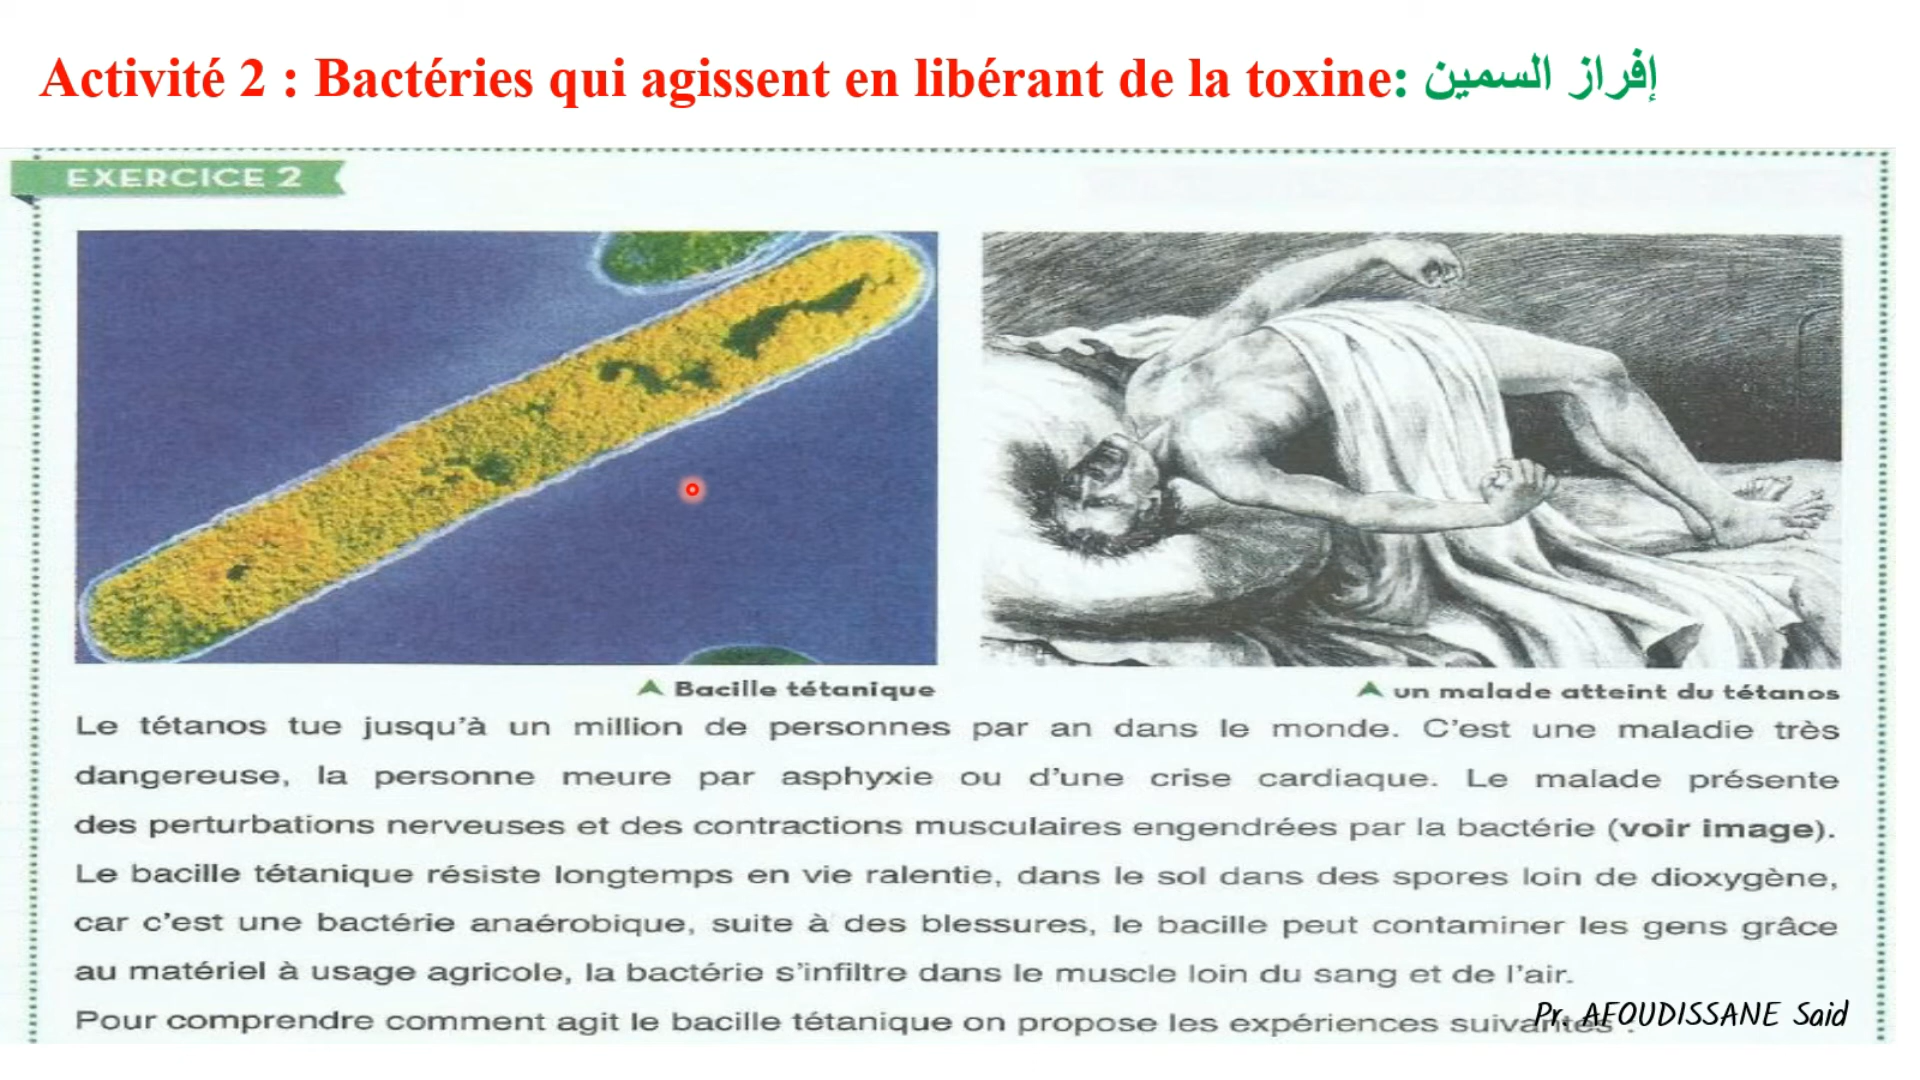 Activité 2 : Bactéries qui agissent en libérant de la toxine: إفراز السمين
EXERCICE 2
Bacille tétanique
un malade atteint du tétanos
Le tétanos tue jusqu'à un million de personnes par an dans le monde. C'est une maladie très
dangereuse, la personne meure par asphyxie ou d'une crise cardiaque. Le malade présente
des perturbations nerveuses et des contractions musculaires engendrées par la bactérie (voir image).
Le bacille tétanique résiste longtemps en vie ralentie, dans le sol dans des spores loin de dioxygène,
car c'est une bactérie anaérobique, suite à des blessures, le bacille peut contaminer les gens grâce
au matériel à usage agricole, la bactérie s'infiltre dans le muscle loin du sang et de l'air.
Pour comprendre comment agit le bacille tétanique on propose les expériences suivantes :
Pr. AFOUDISSANE Said